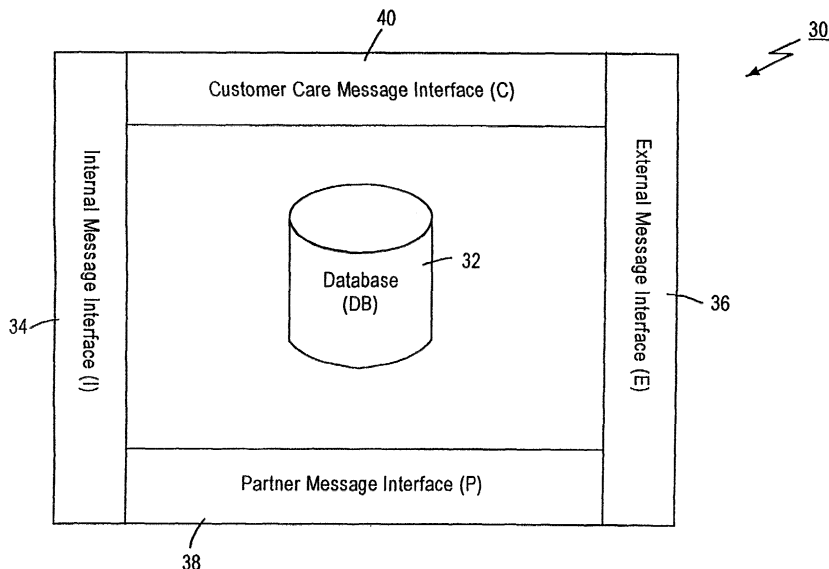 40
30
Customer Care Message Interface (C)
Internal Message Interface (I)
External Message Interface (E)
Database
(DB)
32
34
36
Partner Message Interface (P)
38